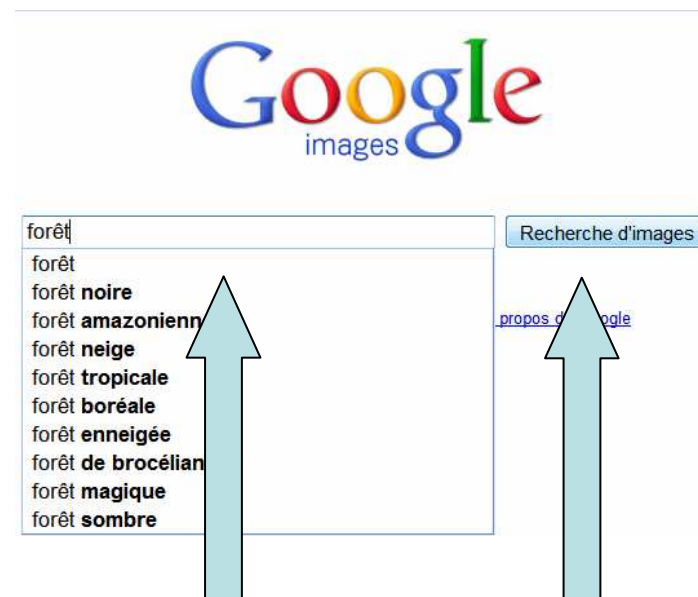 Google
images
forêt Recherche d'images
forêt
forêt noire
forêt amazonienn
propos d ogle
forêt neige
forêt tropicale
forêt boréale
forêt enneigée
forêt de brocélian
forêt magique
forêt sombre